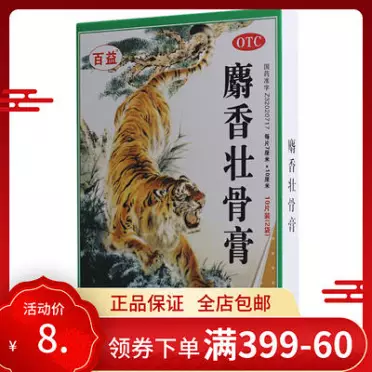 百益
OTC
麝香壮骨膏
国药准字 Z32020717
每片7厘米×10厘米
麝香壮骨膏
正品保证 全店包邮
活动价
¥ 8.
领券下单 满399-60